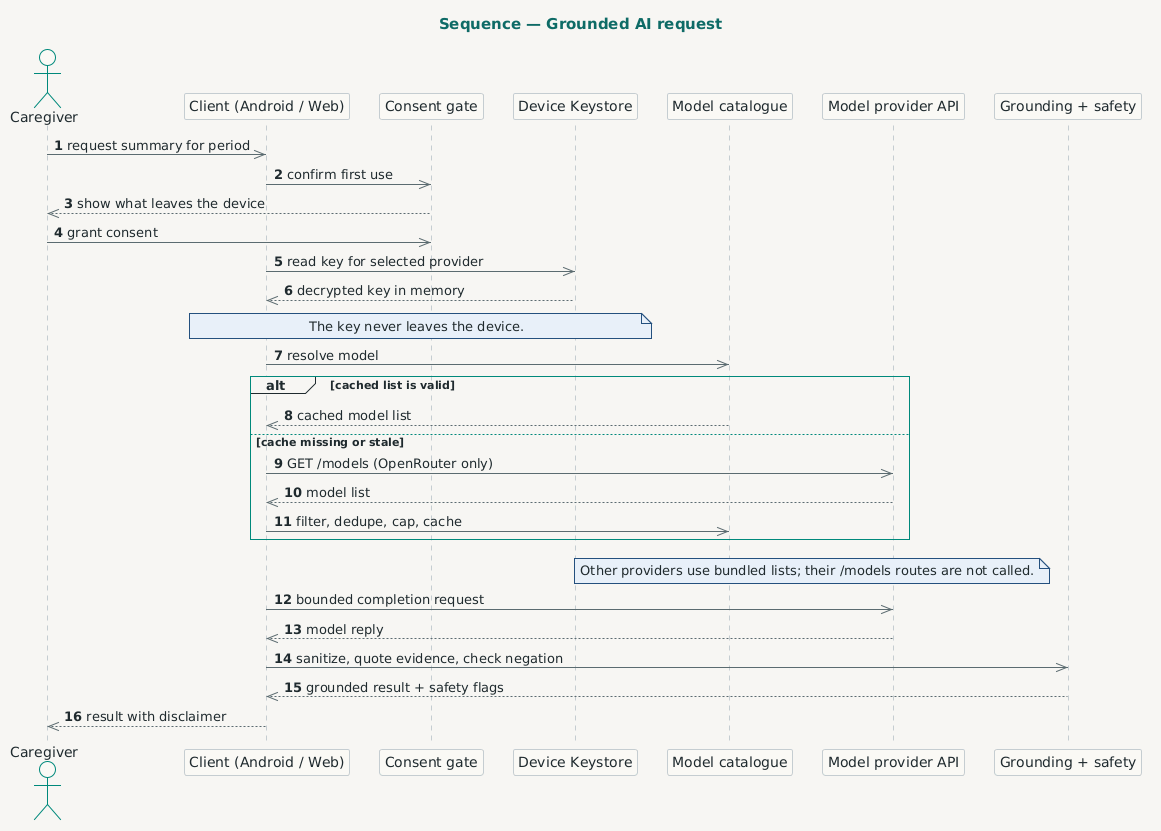 Sequence — Grounded AI request
Caregiver
Client (Android / Web)
Consent gate
Device Keystore
Model catalogue
Model provider API
Grounding + safety
1 request summary for period
2 confirm first use
3 show what leaves the device
4 grant consent
5 read key for selected provider
6 decrypted key in memory
The key never leaves the device.
7 resolve model
alt [cached list is valid]
8 cached model list
[cache missing or stale]
9 GET /models (OpenRouter only)
10 model list
11 filter, dedupe, cap, cache
Other providers use bundled lists; their /models routes are not called.
12 bounded completion request
13 model reply
14 sanitize, quote evidence, check negation
15 grounded result + safety flags
16 result with disclaimer
Caregiver
Client (Android / Web)
Consent gate
Device Keystore
Model catalogue
Model provider API
Grounding + safety